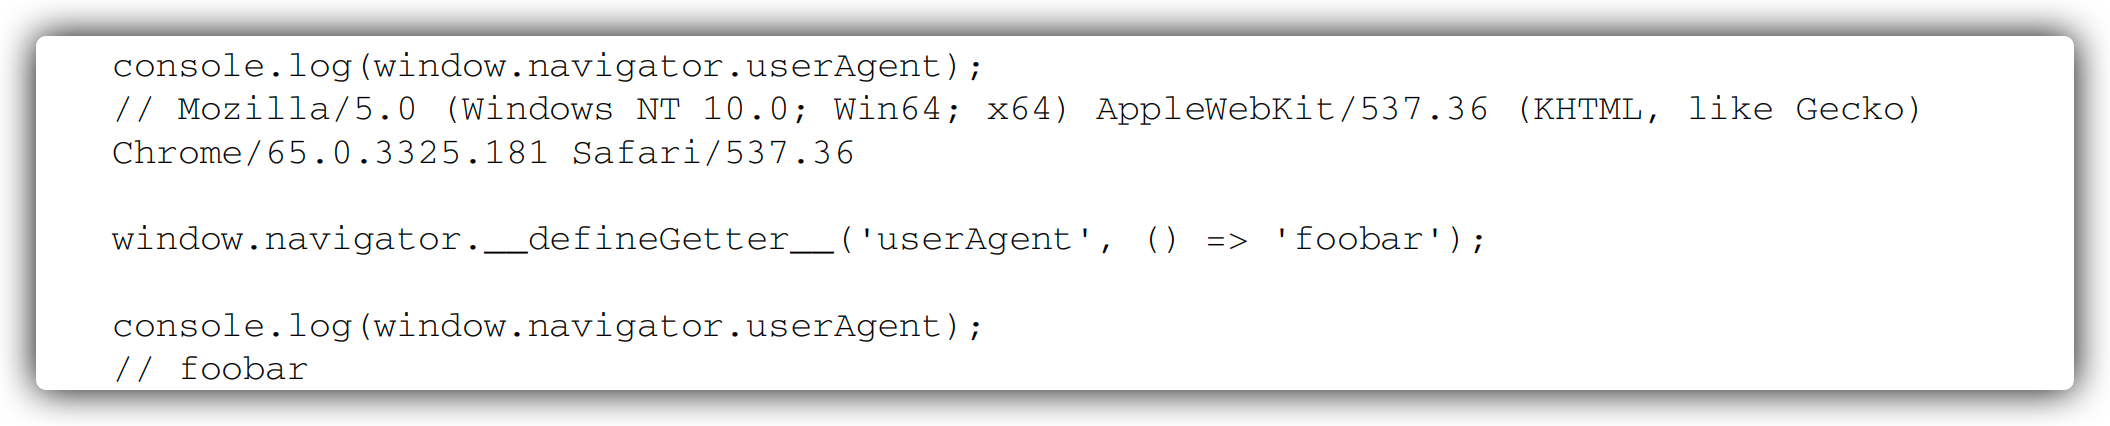 console.log(window.navigator.userAgent);
// Mozilla/5.0 (Windows NT 10.0; Win64; x64) AppleWebKit/537.36 (KHTML, like Gecko)
Chrome/65.0.3325.181 Safari/537.36
window.navigator.__defineGetter__('userAgent', () => 'foobar');
console.log(window.navigator.userAgent);
// foobar